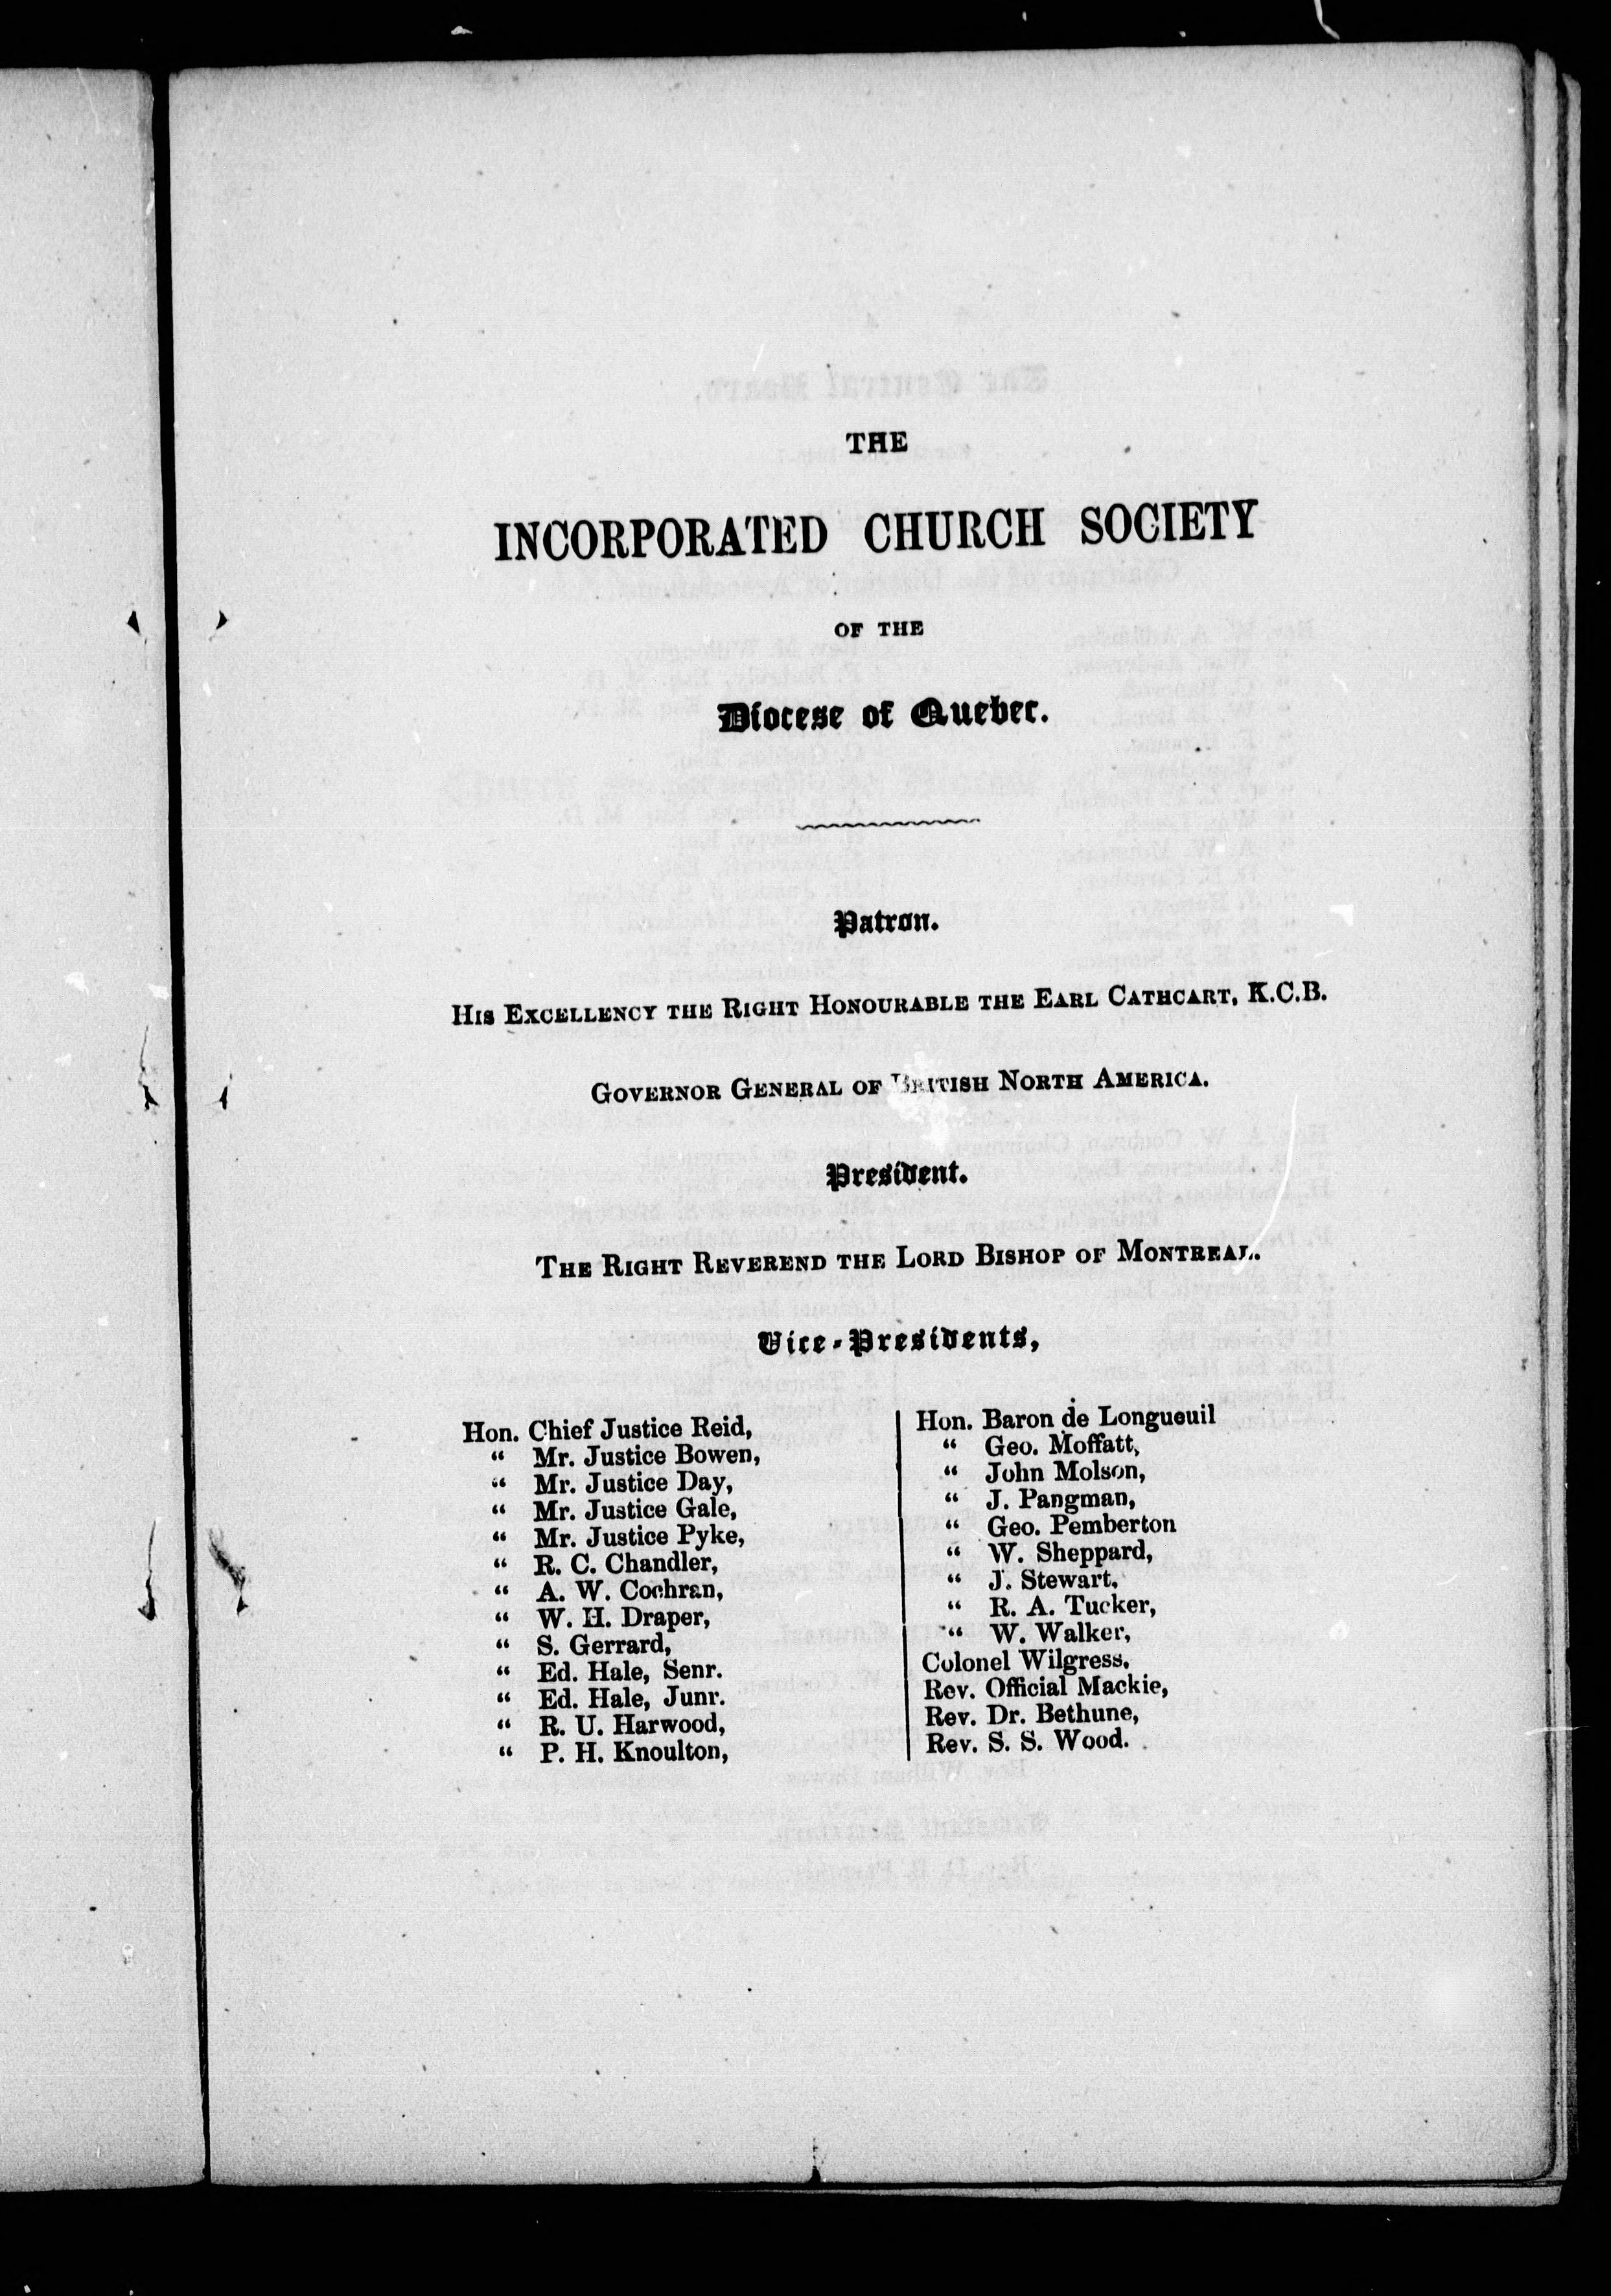 THE
INCORPORATED CHURCH SOCIETY
OF THE
Diocese of Quebec.
Patron.
HIS EXCELLENCY THE RIGHT HONOURABLE THE EARL CATHCART, K.C.B.
GOVERNOR GENERAL OF BRITISH NORTH AMERICA.
President.
THE RIGHT REVEREND THE LORD BISHOP OF MONTREAL.
Vice-Presidents,
Hon. Chief Justice Reid,
“ Mr. Justice Bowen,
“ Mr. Justice Day,
“ Mr. Justice Gale,
“ Mr. Justice Pyke,
“ R. C. Chandler,
“ A. W. Cochran,
“ W. H. Draper,
“ S. Gerrard,
“ Ed. Hale, Senr.
“ Ed. Hale, Junr.
“ R. U. Harwood,
“ P. H. Knoulton,
Hon. Baron de Longueuil
“ Geo. Moffatt,
“ John Molson,
“ J. Pangman,
“ Geo. Pemberton
“ W. Sheppard,
“ J. Stewart,
“ R. A. Tucker,
“ W. Walker,
Colonel Wilgress,
Rev. Official Mackie,
Rev. Dr. Bethune,
Rev. S. S. Wood.